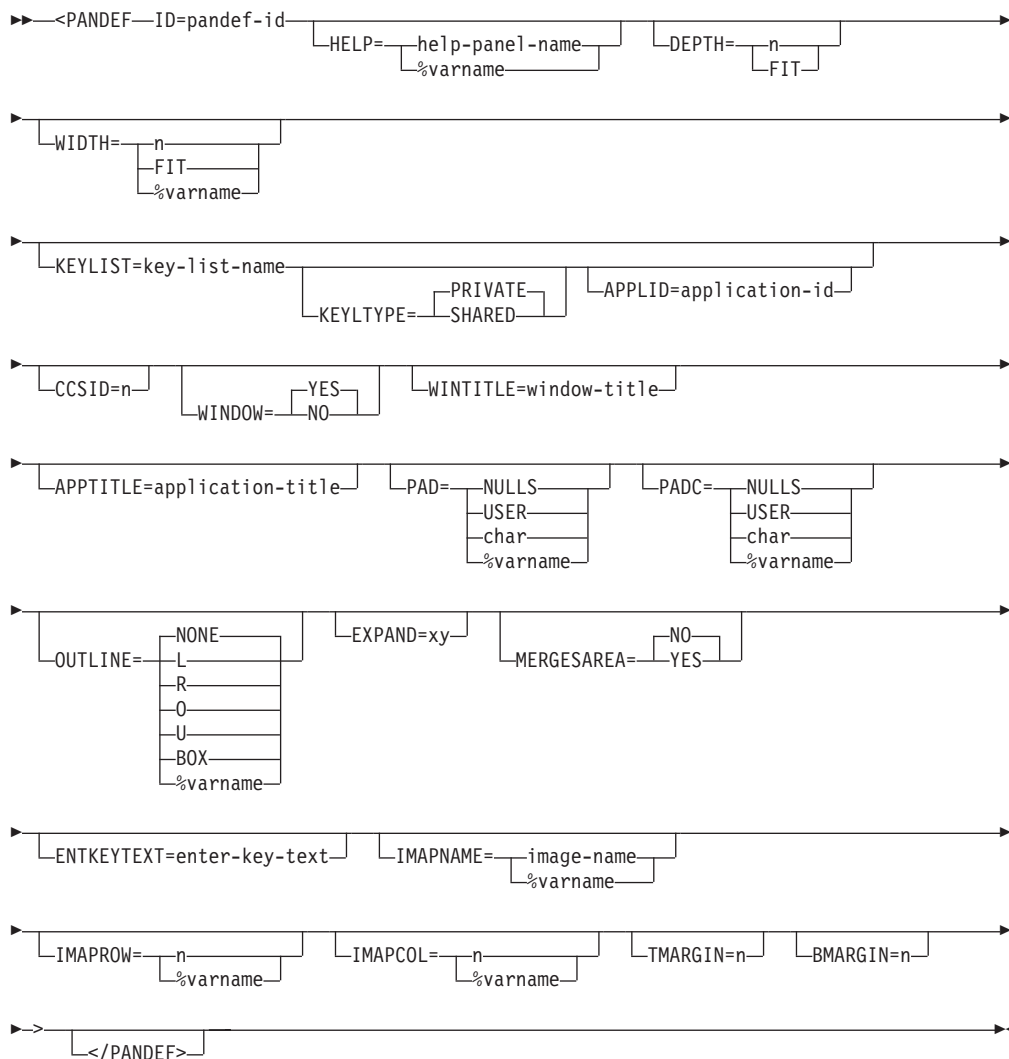 <PANDEF ID=pandef-id
HELP= help-panel-name
%varname
DEPTH= n
FIT
WIDTH= n
FIT
%varname
KEYLIST=key-list-name
KEYLTYPE= PRIVATE
SHARED
APPLID=application-id
CCSID=n
WINDOW= YES
NO
WINTITLE=window-title
APPTITLE=application-title
PAD= NULLS
USER
char
%varname
PADC= NULLS
USER
char
%varname
OUTLINE= NONE
L
R
O
U
BOX
%varname
EXPAND=xy
MERGESAREA= NO
YES
ENTKEYTEXT=enter-key-text
IMAPNAME= image-name
%varname
IMAPROW= n
%varname
IMAPCOL= n
%varname
TMARGIN=n
BMARGIN=n
>
</PANDEF>